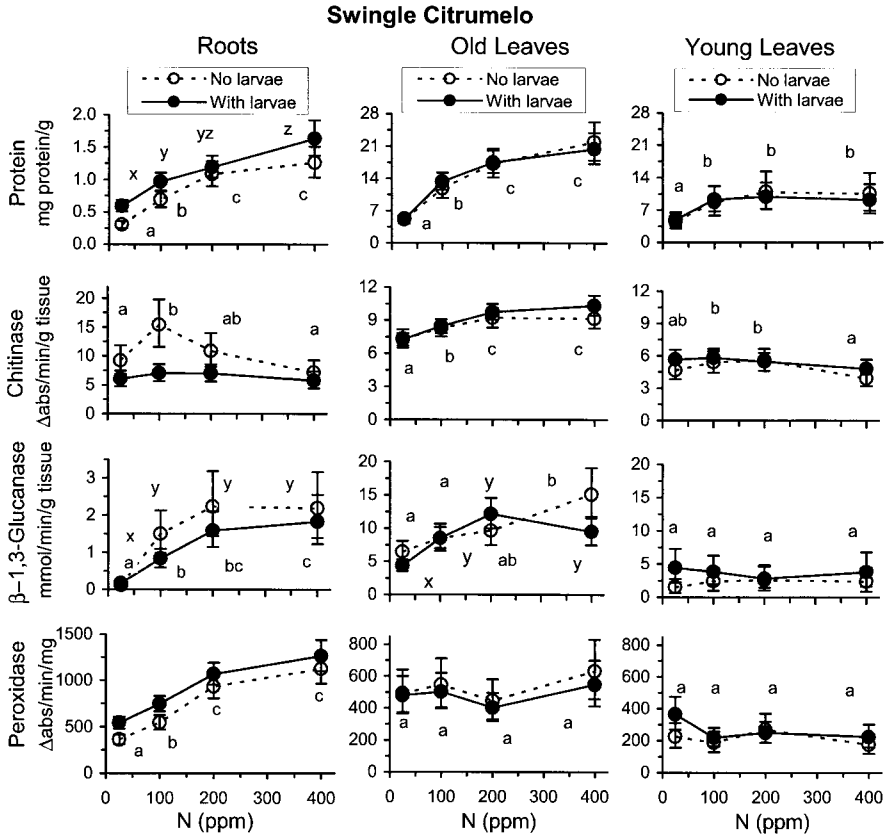 Swingle Citrumelo
Roots Old Leaves Young Leaves
No larvae No larvae No larvae
With larvae With larvae With larvae
Protein
mg protein/g
2.0
1.5
1.0
0.5
0.0
x y yz z
a b c c
28
21
14
7
0
a b c c
28
21
14
7
0
a b b b
Chitinase
Δabs/min/g tissue
20
15
10
5
0
a b ab a
12
9
6
3
0
a b c c
12
9
6
3
0
ab b b a
β–1,3-Glucanase
mmol/min/g tissue
3
2
1
0
x y y y
a b bc c
20
15
10
5
0
a a y b
x y ab y
20
15
10
5
0
a a a a
Peroxidase
Δabs/min/mg
1500
1000
500
0
a b c c
800
600
400
200
0
a a a a
800
600
400
200
0
a a a a
0 100 200 300 400 0 100 200 300 400 0 100 200 300 400
N (ppm) N (ppm) N (ppm)